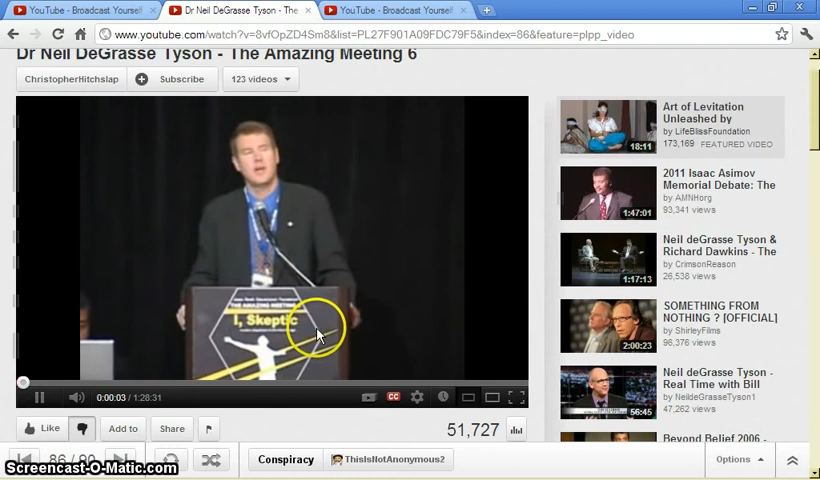 YouTube - Broadcast Yourself
Dr Neil DeGrasse Tyson - The
YouTube - Broadcast Yourself
www.youtube.com/watch?v=8vfOpZD4Sm8&list=PL27F901A09FDC79F5&index=86&feature=plpp_video
Dr Neil DeGrasse Tyson - The Amazing Meeting 6
ChristopherHitchslap
Subscribe
123 videos
THE AMAZING MEETING
I, Skeptic
0:00:03 / 1:28:31
CC
Like
Add to
Share
51,727
Art of Levitation
Unleashed by
by LifeBlissFoundation
173,169 FEATURED VIDEO
18:11
2011 Isaac Asimov
Memorial Debate: The
by AMNHorg
93,341 views
1:47:01
Neil deGrasse Tyson &
Richard Dawkins - The
by CrimsonReason
26,538 views
1:17:13
SOMETHING FROM
NOTHING ? [OFFICIAL]
by ShirleyFilms
96,376 views
2:00:23
Neil deGrasse Tyson -
Real Time with Bill
by NeildeGrasseTyson1
47,262 views
56:45
Beyond Belief 2006 -
86 / 90
Conspiracy
ThisIsNotAnonymous2
Options
Screencast-O-Matic.com